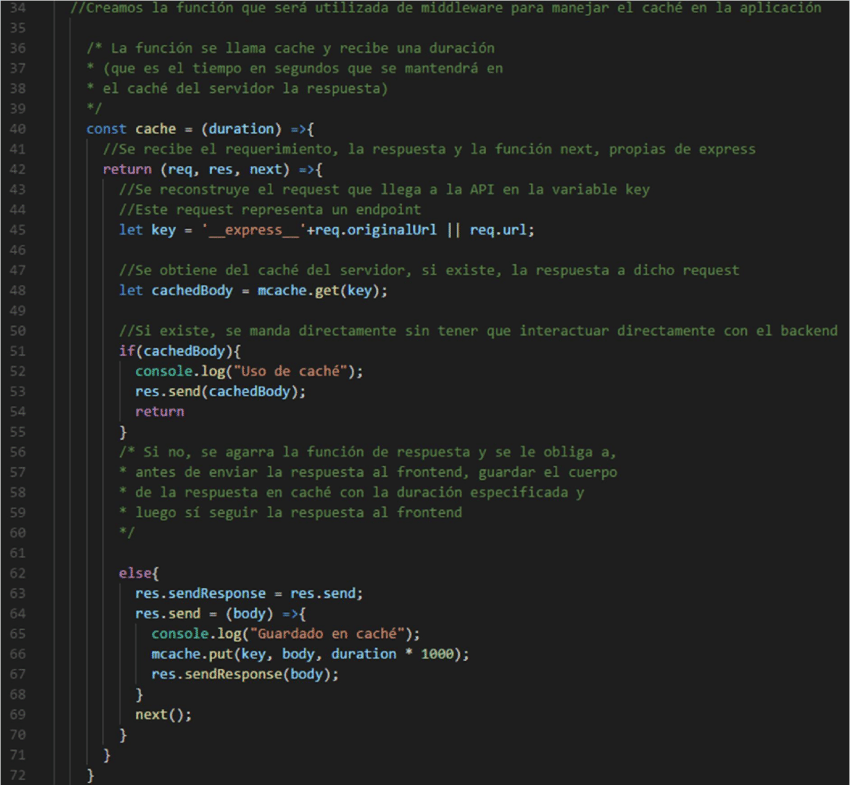 34 //Creamos la función que será utilizada de middleware para manejar el caché en la aplicación
35
36 /* La función se llama cache y recibe una duración
37 * (que es el tiempo en segundos que se mantendrá en
38 * el caché del servidor la respuesta)
39 */
40 const cache = (duration) =>{
41 //Se recibe el requerimiento, la respuesta y la función next, propias de express
42 return (req, res, next) =>{
43 //Se reconstruye el request que llega a la API en la variable key
44 //Este request representa un endpoint
45 let key = '__express__'+req.originalUrl || req.url;
46
47 //Se obtiene del caché del servidor, si existe, la respuesta a dicho request
48 let cachedBody = mcache.get(key);
49
50 //Si existe, se manda directamente sin tener que interactuar directamente con el backend
51 if(cachedBody){
52 console.log("Uso de caché");
53 res.send(cachedBody);
54 return
55 }
56 /* Si no, se agarra la función de respuesta y se le obliga a,
57 * antes de enviar la respuesta al frontend, guardar el cuerpo
58 * de la respuesta en caché con la duración especificada y
59 * luego sí seguir la respuesta al frontend
60 */
61
62 else{
63 res.sendResponse = res.send;
64 res.send = (body) =>{
65 console.log("Guardado en caché");
66 mcache.put(key, body, duration * 1000);
67 res.sendResponse(body);
68 }
69 next();
70 }
71 }
72 }